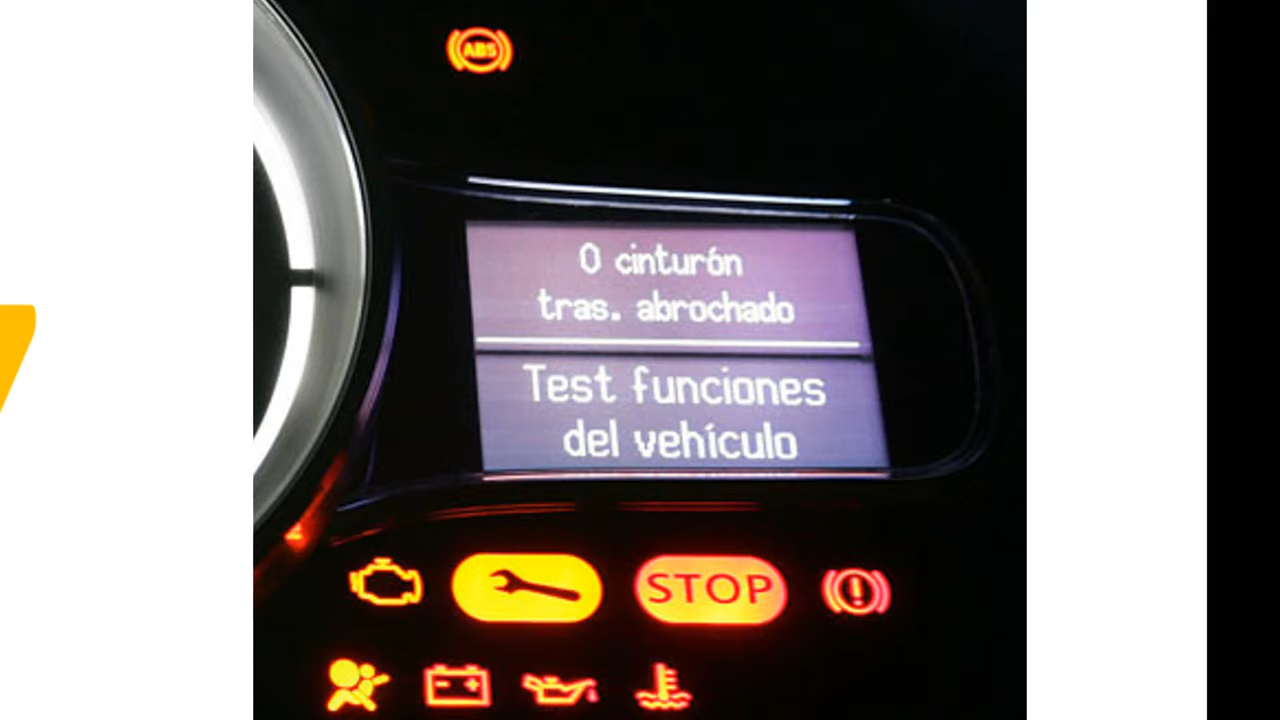 ABS
0 cinturón
tras. abrochado
Test funciones
del vehículo
STOP